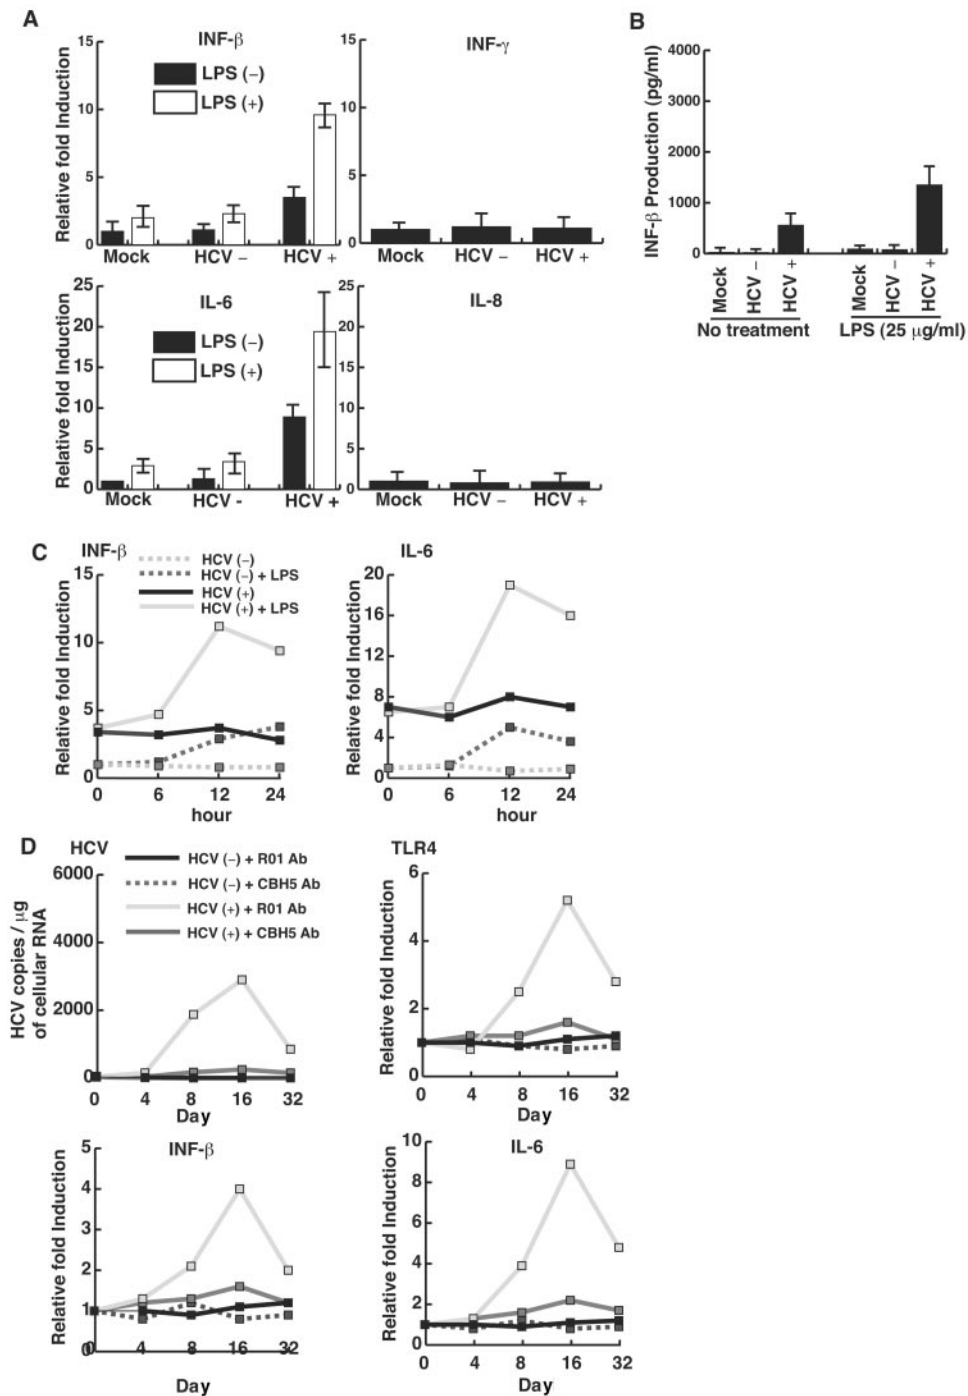 A
INF-β
LPS (−)
LPS (+)
Relative fold Induction
15
10
5
0
Mock
HCV −
HCV +
INF-γ
15
10
5
0
Mock
HCV −
HCV +
B
INF-β Production (pg/ml)
4000
3000
2000
1000
0
Mock
HCV −
HCV +
Mock
HCV −
HCV +
No treatment
LPS (25 μg/ml)
IL-6
LPS (−)
LPS (+)
Relative fold Induction
25
20
15
10
5
0
Mock
HCV -
HCV +
IL-8
25
20
15
10
5
0
Mock
HCV −
HCV +
C
INF-β
HCV (−)
HCV (−) + LPS
HCV (+)
HCV (+) + LPS
Relative fold Induction
15
10
5
0
0 6 12 24
hour
IL-6
Relative fold Induction
20
16
12
8
4
0
0 6 12 24
hour
D
HCV
HCV (−) + R01 Ab
HCV (−) + CBH5 Ab
HCV (+) + R01 Ab
HCV (+) + CBH5 Ab
HCV copies / μg
of cellular RNA
6000
4000
2000
0
0 4 8 16 32
Day
TLR4
Relative fold Induction
6
4
2
0
0 4 8 16 32
Day
INF-β
Relative fold Induction
5
4
3
2
1
0
0 4 8 16 32
Day
IL-6
Relative fold Induction
10
8
6
4
2
0
0 4 8 16 32
Day